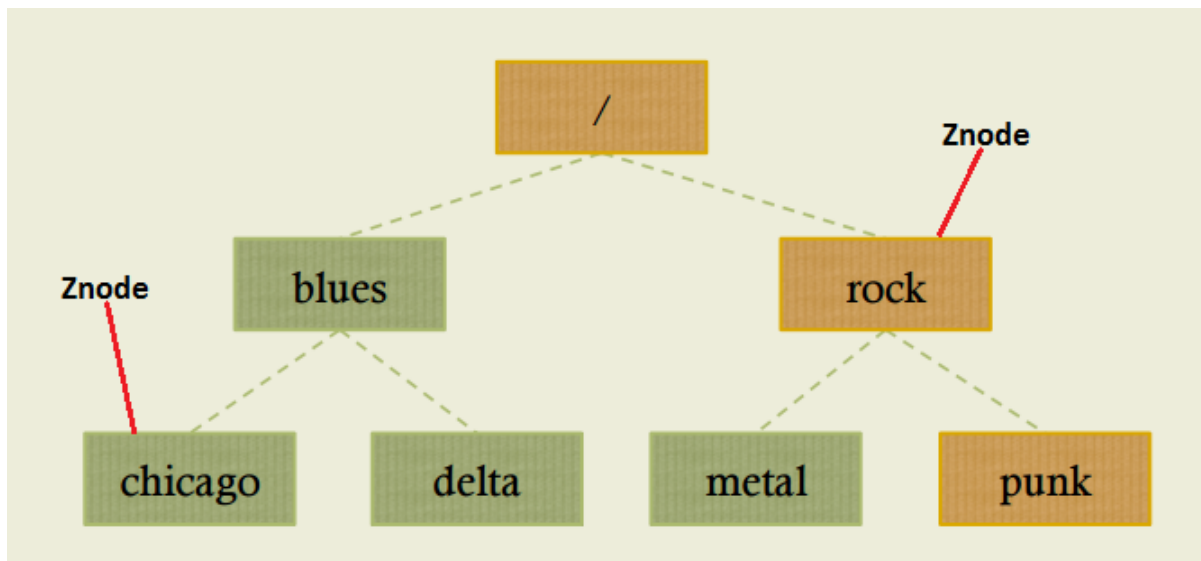 /
Znode
blues
rock
Znode
chicago
delta
metal
punk